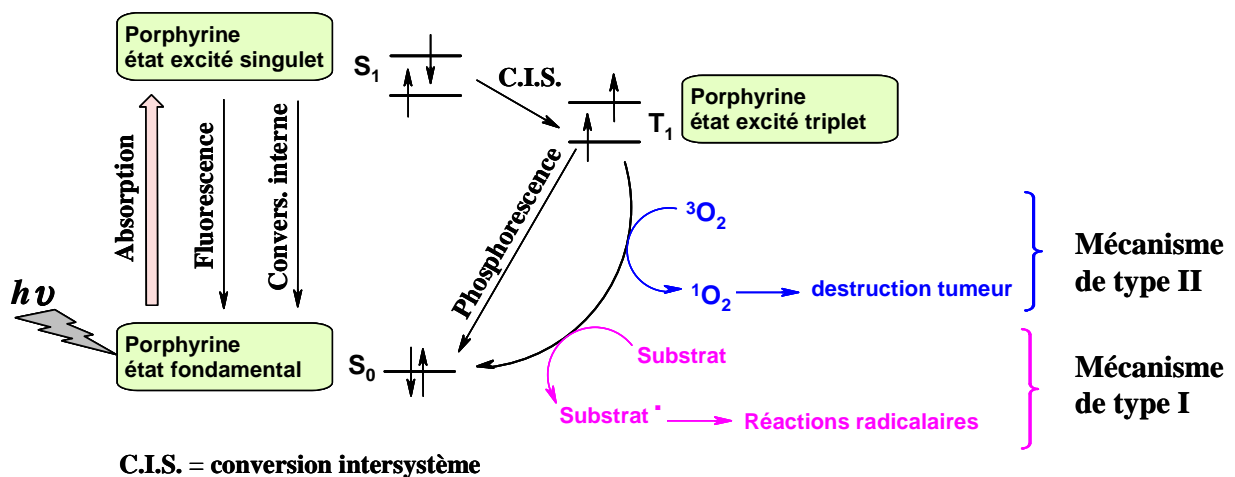 Porphyrine
état excité singulet
S1
C.I.S.
T1
Porphyrine
état excité triplet
Absorption
Fluorescence
Convers. interne
Phosphorescence
³O₂
¹O₂
destruction tumeur
Mécanisme
de type II
hν
Porphyrine
état fondamental
S₀
Substrat
Substrat ▪
Réactions radicalaires
Mécanisme
de type I
C.I.S. = conversion intersystème